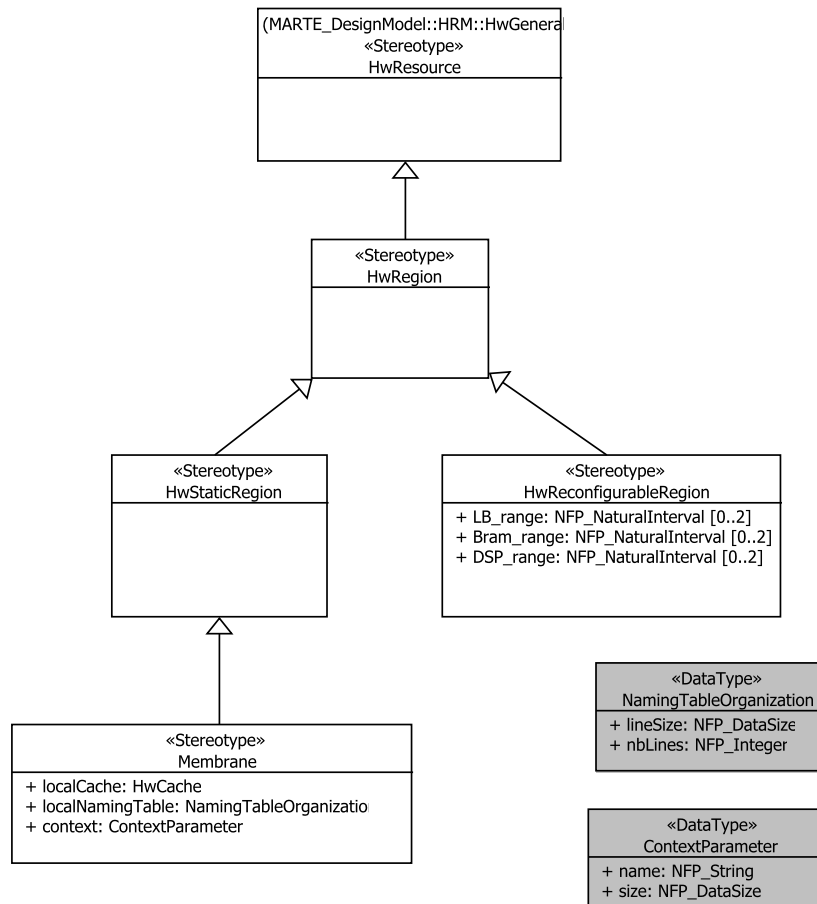 (MARTE_DesignModel::HRM::HwGeneral
«Stereotype»
HwResource
«Stereotype»
HwRegion
«Stereotype»
HwStaticRegion
«Stereotype»
HwReconfigurableRegion
+ LB_range: NFP_NaturalInterval [0..2]
+ Bram_range: NFP_NaturalInterval [0..2]
+ DSP_range: NFP_NaturalInterval [0..2]
«DataType»
NamingTableOrganization
+ lineSize: NFP_DataSize
+ nbLines: NFP_Integer
«Stereotype»
Membrane
+ localCache: HwCache
+ localNamingTable: NamingTableOrganizatio
+ context: ContextParameter
«DataType»
ContextParameter
+ name: NFP_String
+ size: NFP_DataSize